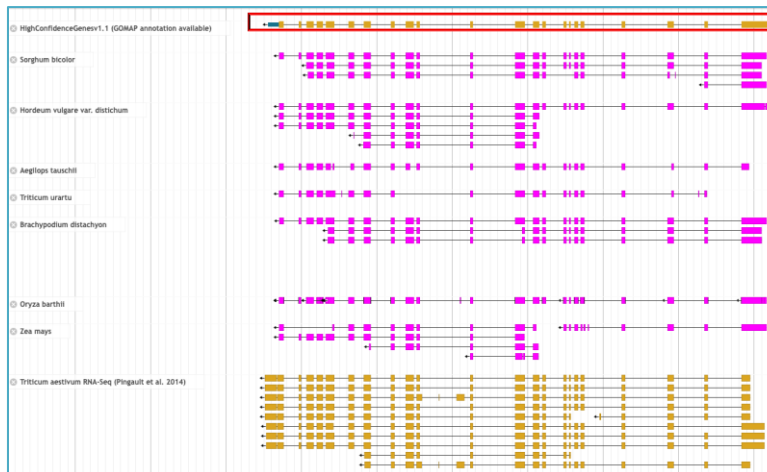 HighConfidenceGenesv1.1 (GOMAP annotation available)
Sorghum bicolor
Hordeum vulgare var. distichum
Aegilops tauschii
Triticum urartu
Brachypodium distachyon
Oryza barthii
Zea mays
Triticum aestivum RNA-Seq (Pingault et al. 2014)